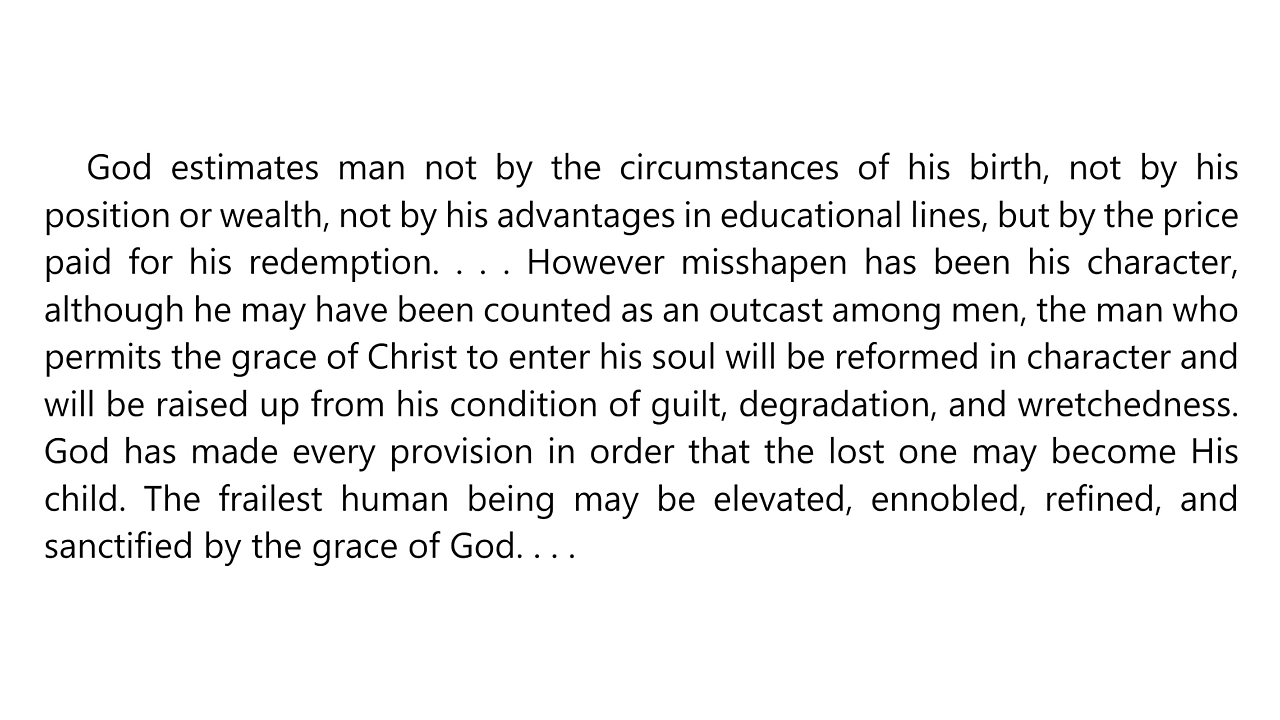 God estimates man not by the circumstances of his birth, not by his
position or wealth, not by his advantages in educational lines, but by the price
paid for his redemption. . . . However misshapen has been his character,
although he may have been counted as an outcast among men, the man who
permits the grace of Christ to enter his soul will be reformed in character and
will be raised up from his condition of guilt, degradation, and wretchedness.
God has made every provision in order that the lost one may become His
child. The frailest human being may be elevated, ennobled, refined, and
sanctified by the grace of God. . . .